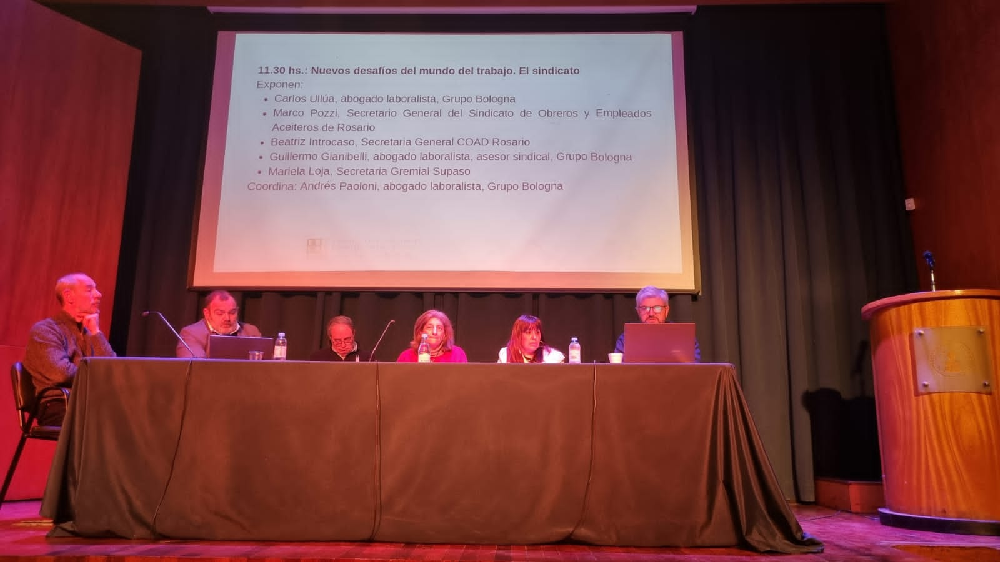 11.30 hs.: Nuevos desafíos del mundo del trabajo. El sindicato
Exponen:
• Carlos Ullúa, abogado laboralista, Grupo Bologna
• Marco Pozzi, Secretario General del Sindicato de Obreros y Empleados
Aceiteros de Rosario
• Beatriz Introcaso, Secretaria General COAD Rosario
• Guillermo Gianibelli, abogado laboralista, asesor sindical, Grupo Bologna
• Mariela Loja, Secretaria Gremial Supaso
Coordina: Andrés Paoloni, abogado laboralista, Grupo Bologna